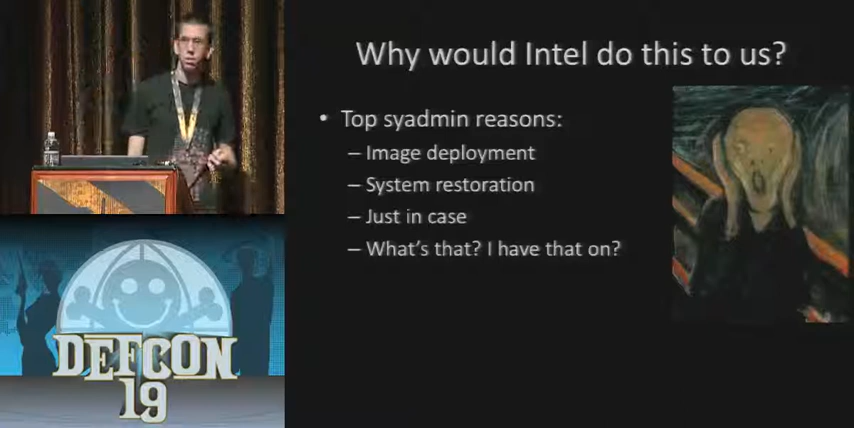 Why would Intel do this to us?
• Top syadmin reasons:
– Image deployment
– System restoration
– Just in case
– What's that? I have that on?
DEFCON
19